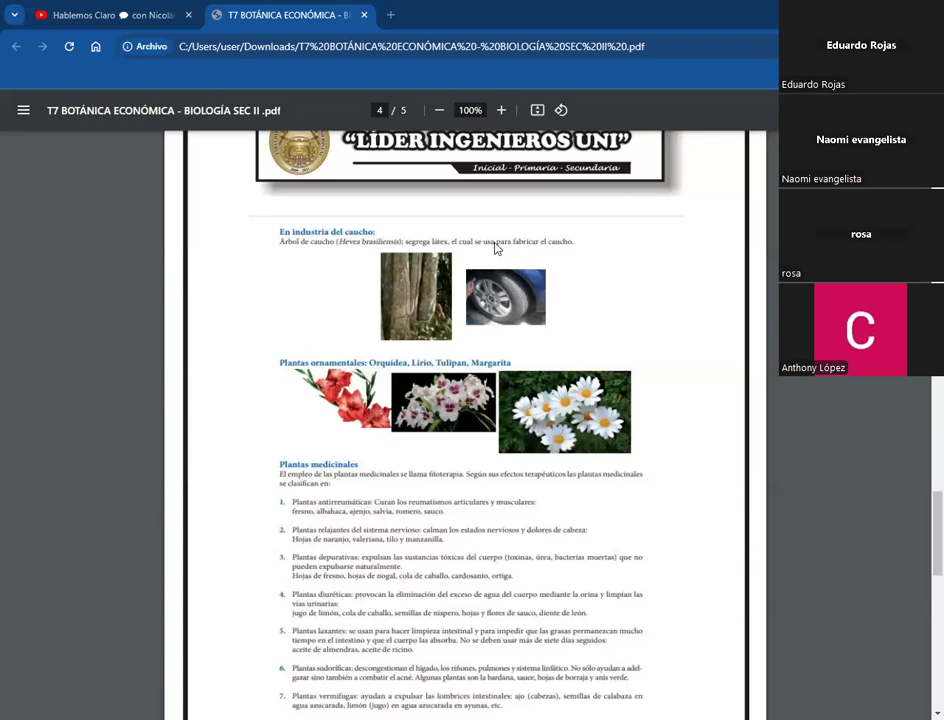 Hablemos Claro 💬 con Nicolá
T7 BOTÁNICA ECONÓMICA - B
Archivo
C:/Users/user/Downloads/T7%20BOTÁNICA%20ECONÓMICA%20-%20BIOLOGÍA%20SEC%20II%20.pdf
T7 BOTÁNICA ECONÓMICA - BIOLOGÍA SEC II .pdf
4 / 5
100%
"LIDER INGENIEROS UNI"
Inicial - Primaria - Secundaria
En industria del caucho:
Árbol de caucho (Hevea brasiliensis); segrega látex, el cual se usa para fabricar el caucho.
Plantas ornamentales: Orquídea, Lirio, Tulipan, Margarita
Plantas medicinales
El empleo de las plantas medicinales se llama fitoterapia. Según sus efectos terapéuticos las plantas medicinales
se clasifican en:
1. Plantas antirreumáticas: Curan los reumatismos articulares y musculares:
fresno, albahaca, ajenjo, salvia, romero, sauco.
2. Plantas relajantes del sistema nervioso: calman los estados nerviosos y dolores de cabeza:
Hojas de naranjo, valeriana, tilo y manzanilla.
3. Plantas depurativas: expulsan las sustancias tóxicas del cuerpo (toxinas, úrea, bacterias muertas) que no
pueden expulsarse naturalmente.
Hojas de fresno, hojas de nogal, cola de caballo, cardosanto, ortiga.
4. Plantas diuréticas: provocan la eliminación del exceso de agua del cuerpo mediante la orina y limpian las
vias urinarias:
jugo de limón, cola de caballo, semillas de níspero, hojas y flores de sauco, diente de león.
5. Plantas laxantes: se usan para hacer limpieza intestinal y para impedir que las grasas permanezcan mucho
tiempo en el intestino y que el cuerpo las absorba. No se deben usar más de siete días seguidos:
aceite de almendras, aceite de ricino.
6. Plantas sudoríficas: descongestionan el hígado, los riñones, pulmones y sistema linfático. No sólo ayudan a adel-
gazar sino también a combatir el acné. Algunas plantas son la bardana, sauce, hojas de borraja y anís verde.
7. Plantas vermífugas: ayudan a expulsar las lombrices intestinales: ajo (cabezas), semillas de calabaza en
agua azucarada, limón (jugo) en agua azucarada en ayunas, etc.
Eduardo Rojas
Eduardo Rojas
Naomi evangelista
Naomi evangelista
rosa
rosa
C
Anthony López